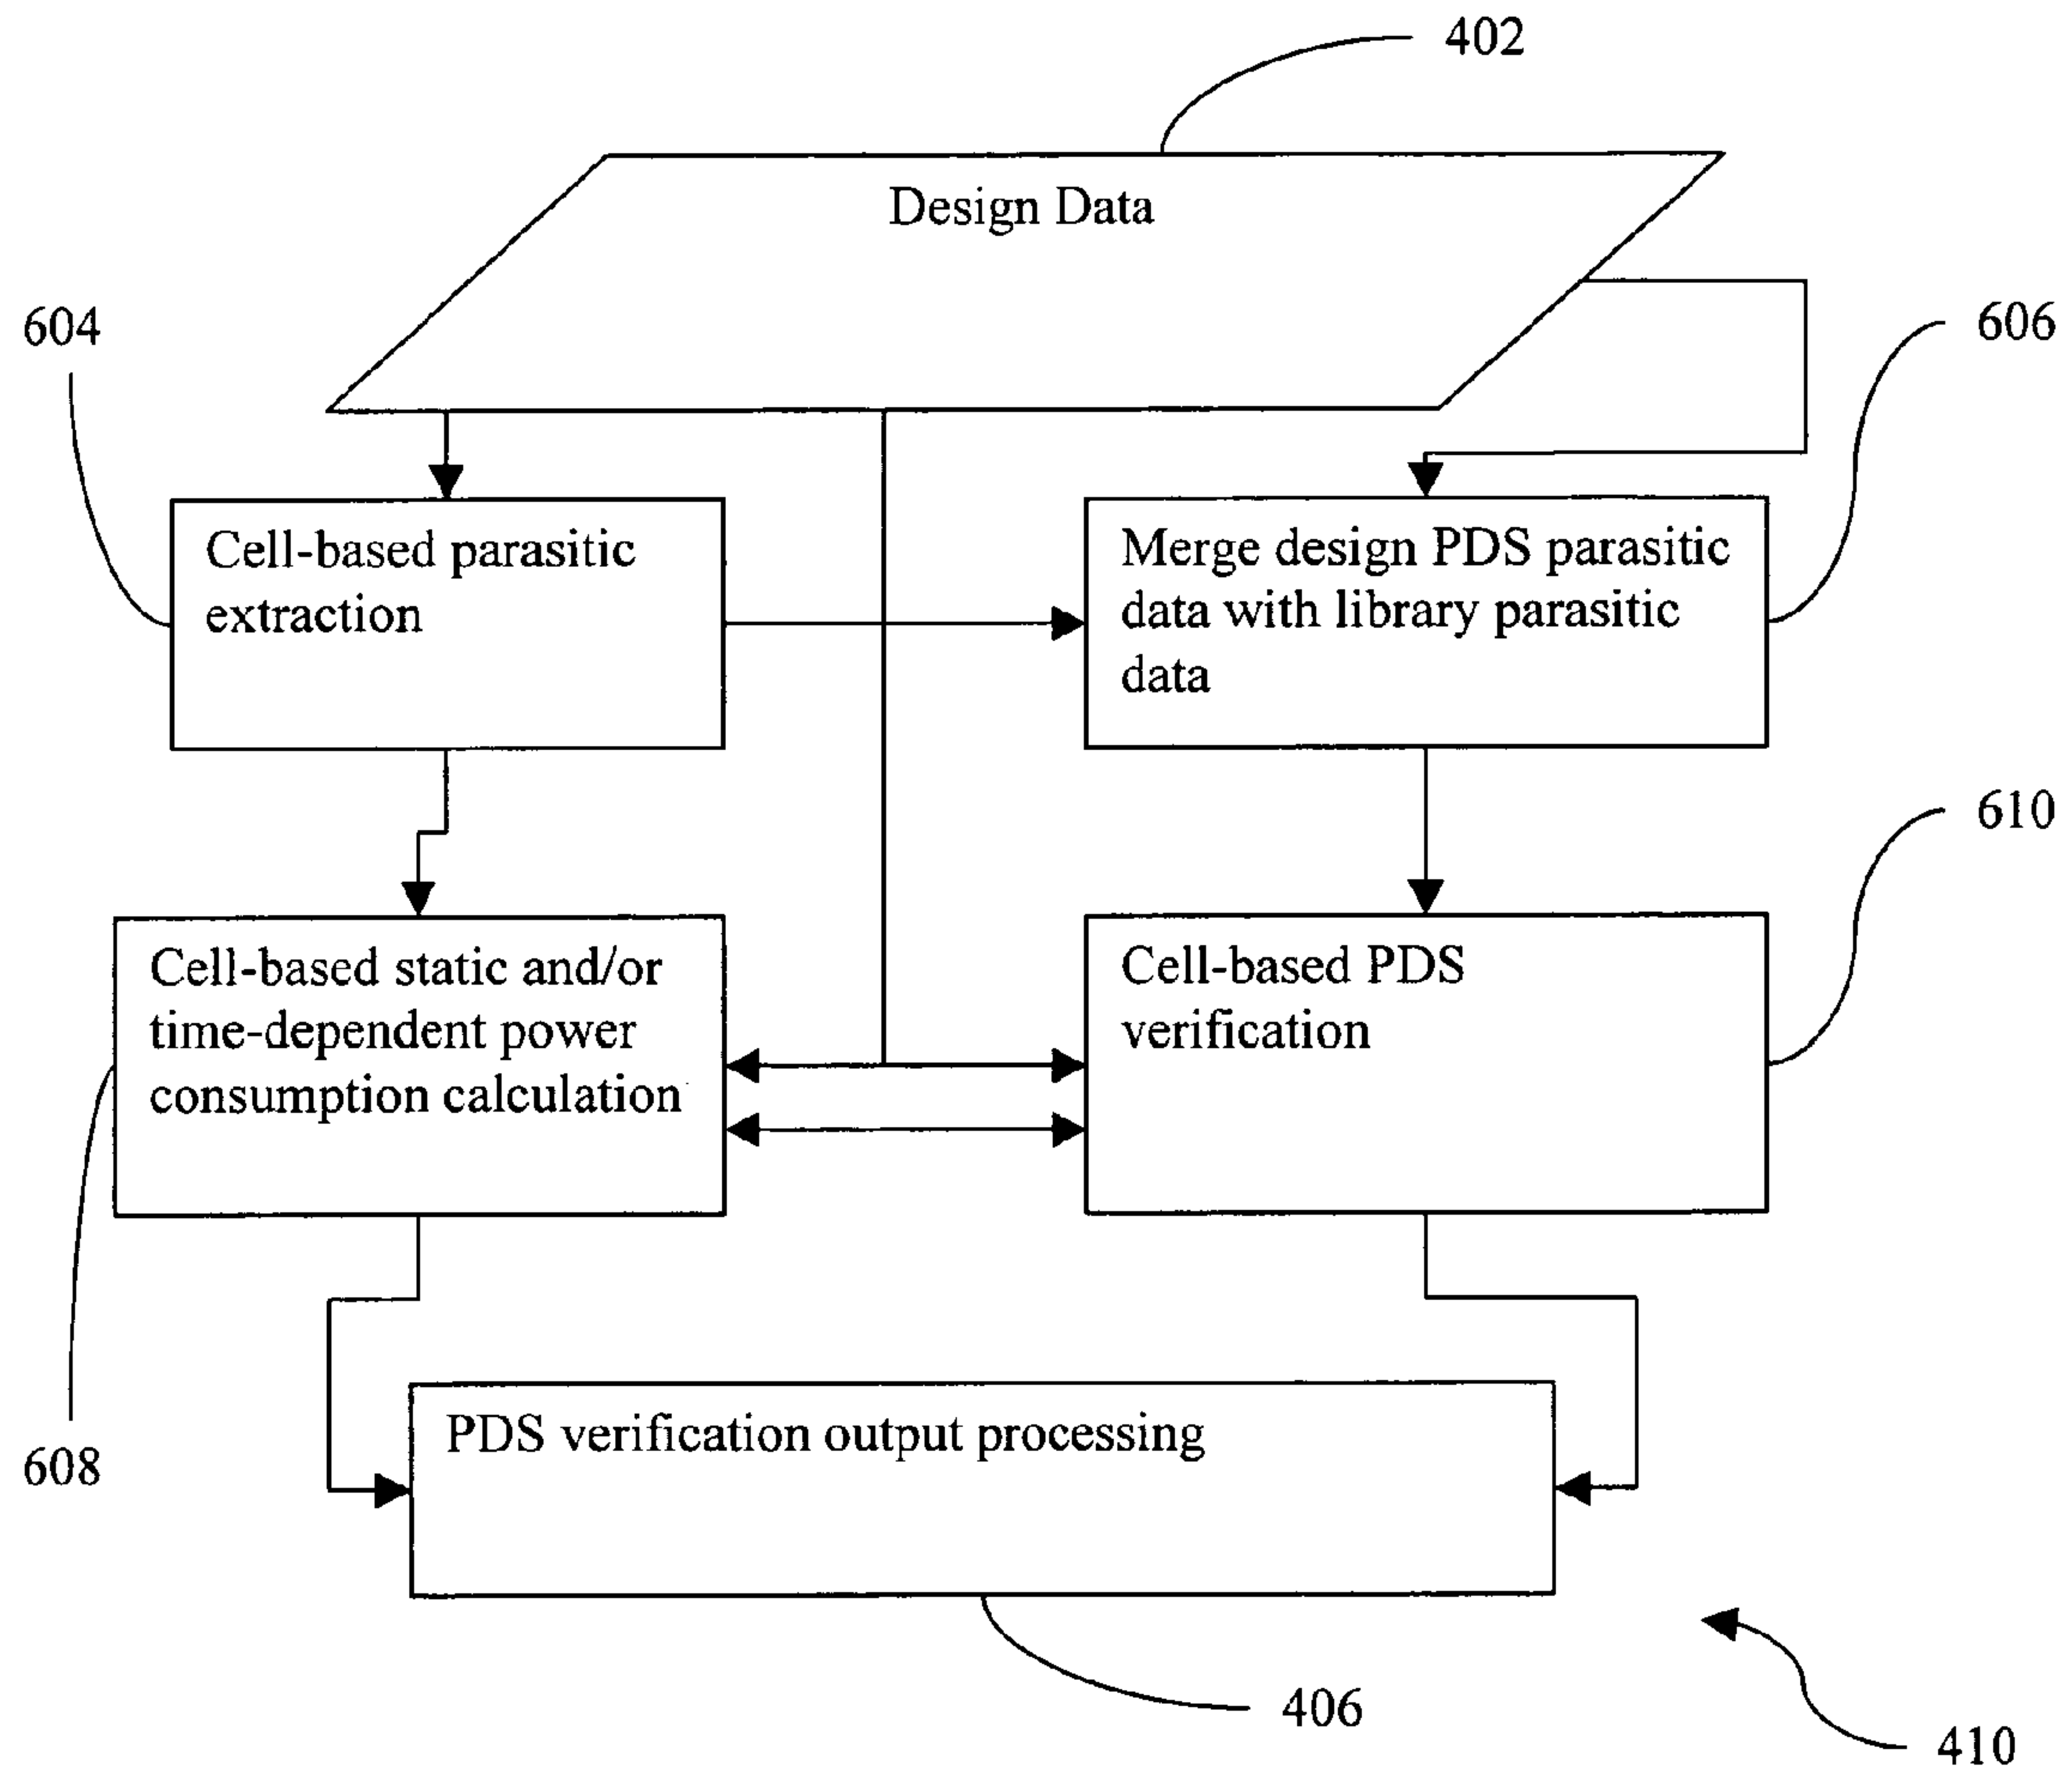 402
Design Data
604
606
Cell-based parasitic
extraction
Merge design PDS parasitic
data with library parasitic
data
610
Cell-based static and/or
time-dependent power
consumption calculation
Cell-based PDS
verification
608
PDS verification output processing
406
410